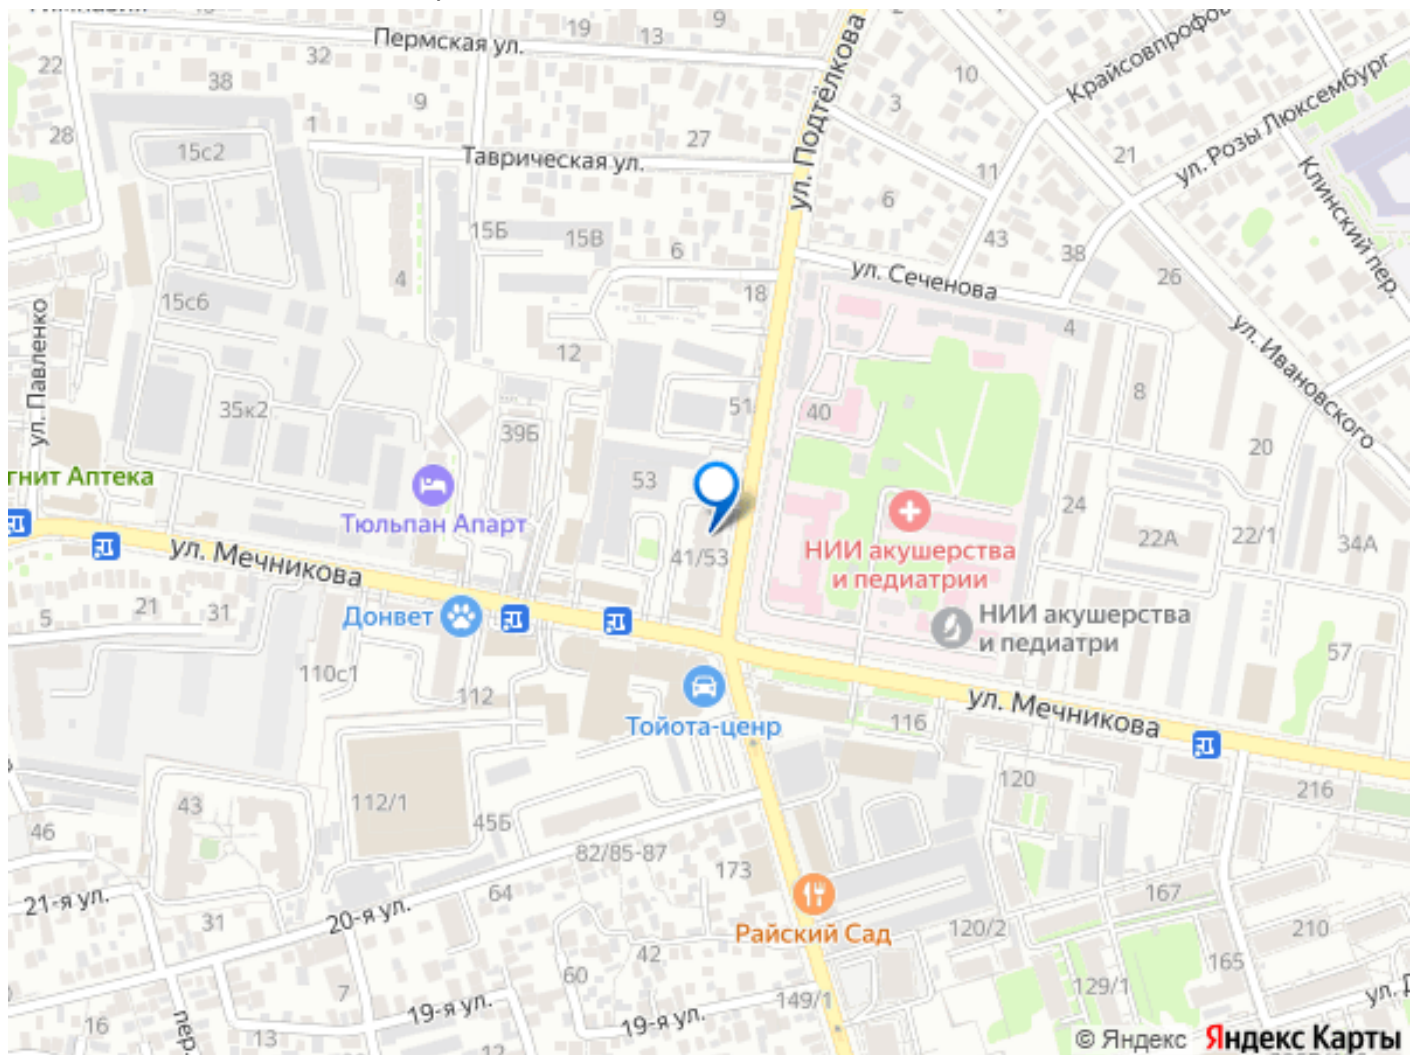 Пермская ул.
19
13
9
32
22
38
9
10
3
Крайсовпрофов
ул. Розы Люксембург
28
15с2
1
27
ул. Подтёлкова
Таврическая ул.
11
21
Клинский пер.
6
15Б
15В
6
43
38
4
18
ул. Сеченова
26
15с6
ул. Павленко
4
ул. Ивановского
12
8
35к2
51
40
39Б
20
гнит Аптека
53
24
Тюльпан Апарт
НИИ акушерства
и педиатрии
22А
22/1
34А
ул. Мечникова
41/53
5
21
31
Донвет
НИИ акушерства
и педиатри
57
110с1
112
Тойота-ценр
116
ул. Мечникова
120
216
43
112/1
46
45Б
82/85-87
173
64
167
21-я ул.
31
20-я ул.
Райский Сад
120/2
210
42
60
165
7
19-я ул.
149/1
129/1
16
пер.
13
12
19-я ул.
ул. Д
© Яндекс
Яндекс Карты